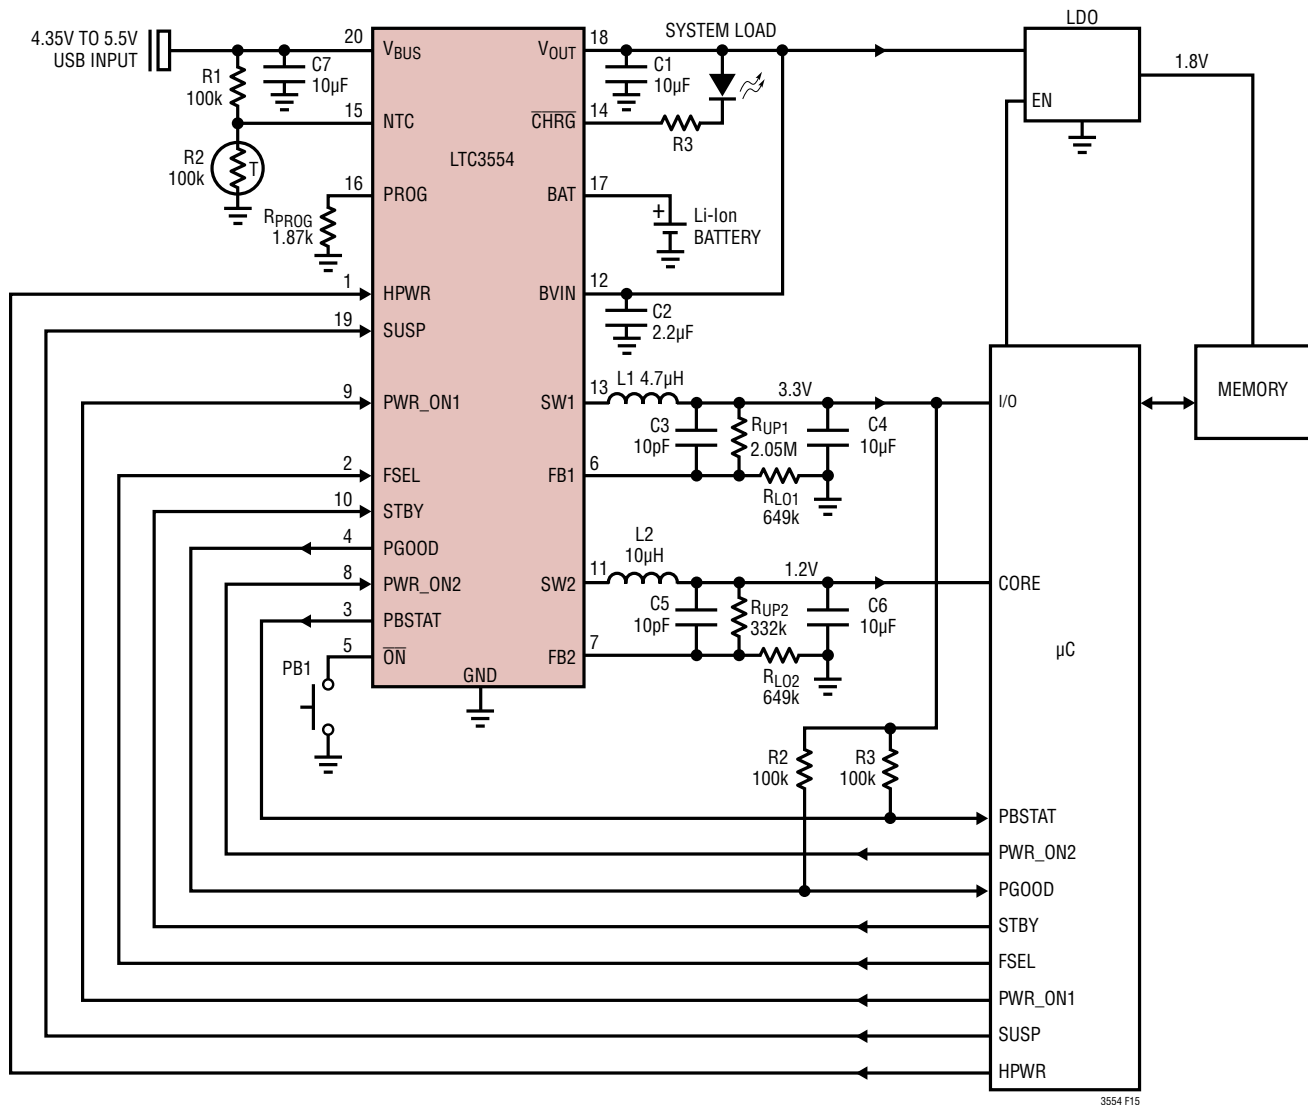 4.35V TO 5.5V
USB INPUT
R1
100k
C7
10µF
R2
100k
T
RPROG
1.87k
20
15
16
1
19
9
2
10
4
8
3
5
PB1
VBUS
NTC
PROG
HPWR
SUSP
PWR_ON1
FSEL
STBY
PGOOD
PWR_ON2
PBSTAT
ON
LTC3554
GND
VOUT
CHRG
BAT
BVIN
SW1
FB1
SW2
FB2
18
14
17
12
13
6
11
7
SYSTEM LOAD
C1
10µF
R3
+
Li-Ion
BATTERY
C2
2.2µF
L1 4.7µH
3.3V
C3
10pF
RUP1
2.05M
C4
10µF
RLO1
649k
L2
10µH
1.2V
C5
10pF
RUP2
332k
C6
10µF
RLO2
649k
R2
100k
R3
100k
LDO
EN
1.8V
MEMORY
I/O
CORE
µC
PBSTAT
PWR_ON2
PGOOD
STBY
FSEL
PWR_ON1
SUSP
HPWR
3554 F15